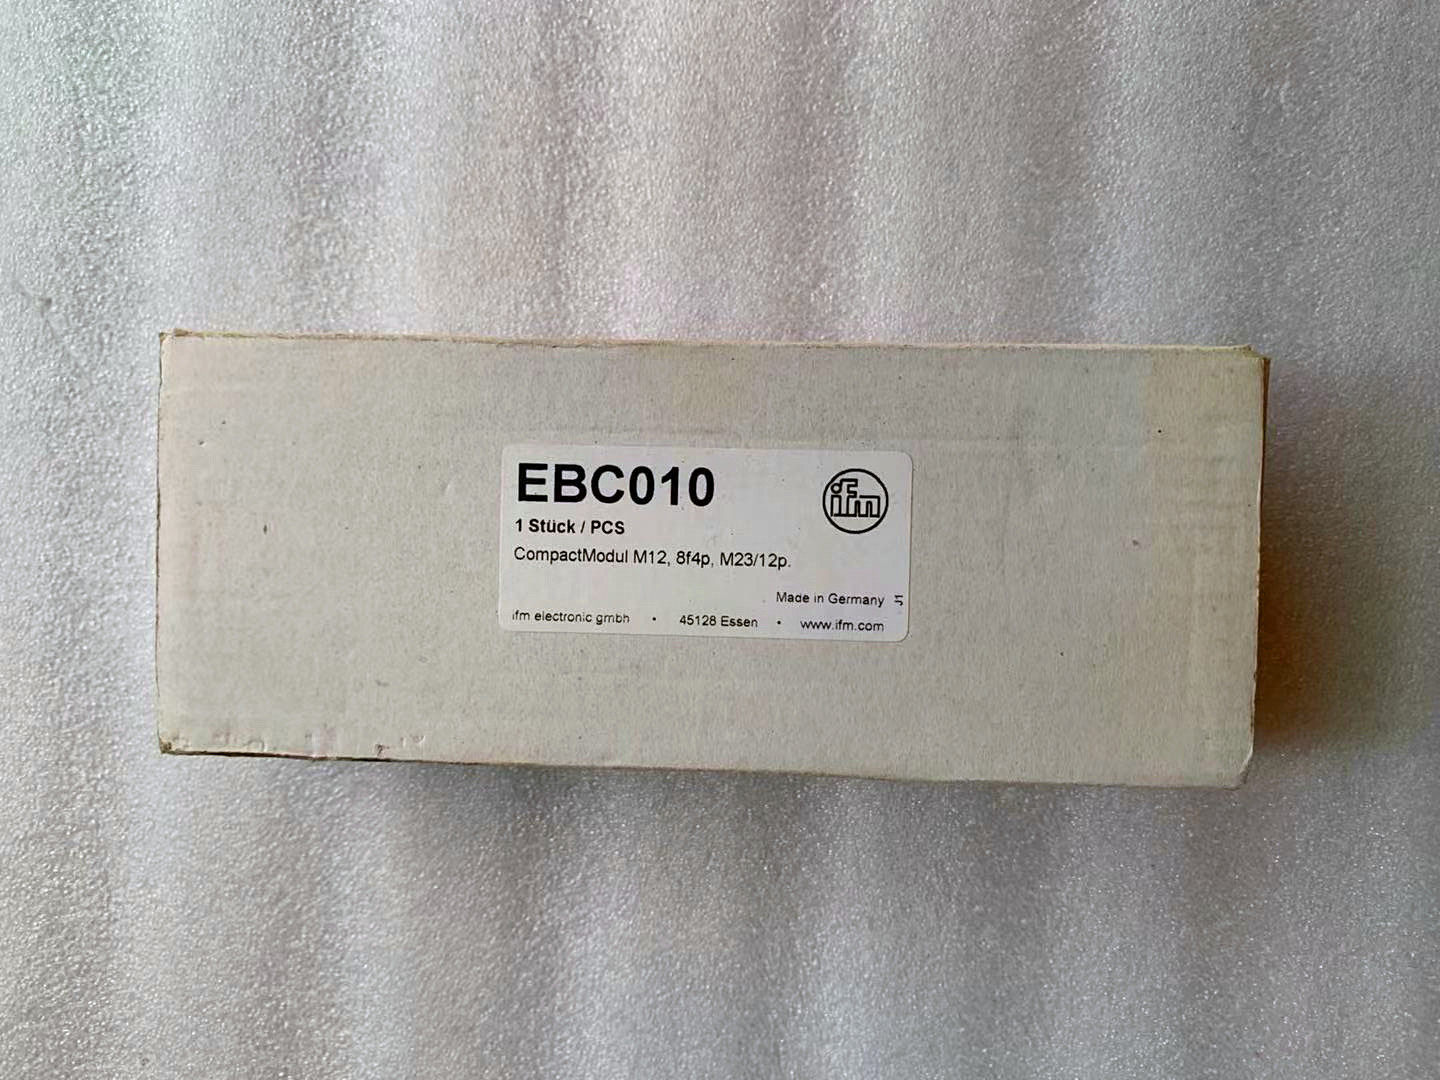 EBC010
ifm
1 Stück / PCS
CompactModul M12, 8f4p, M23/12p.
Made in Germany
ifm electronic gmbh • 45128 Essen • www.ifm.com